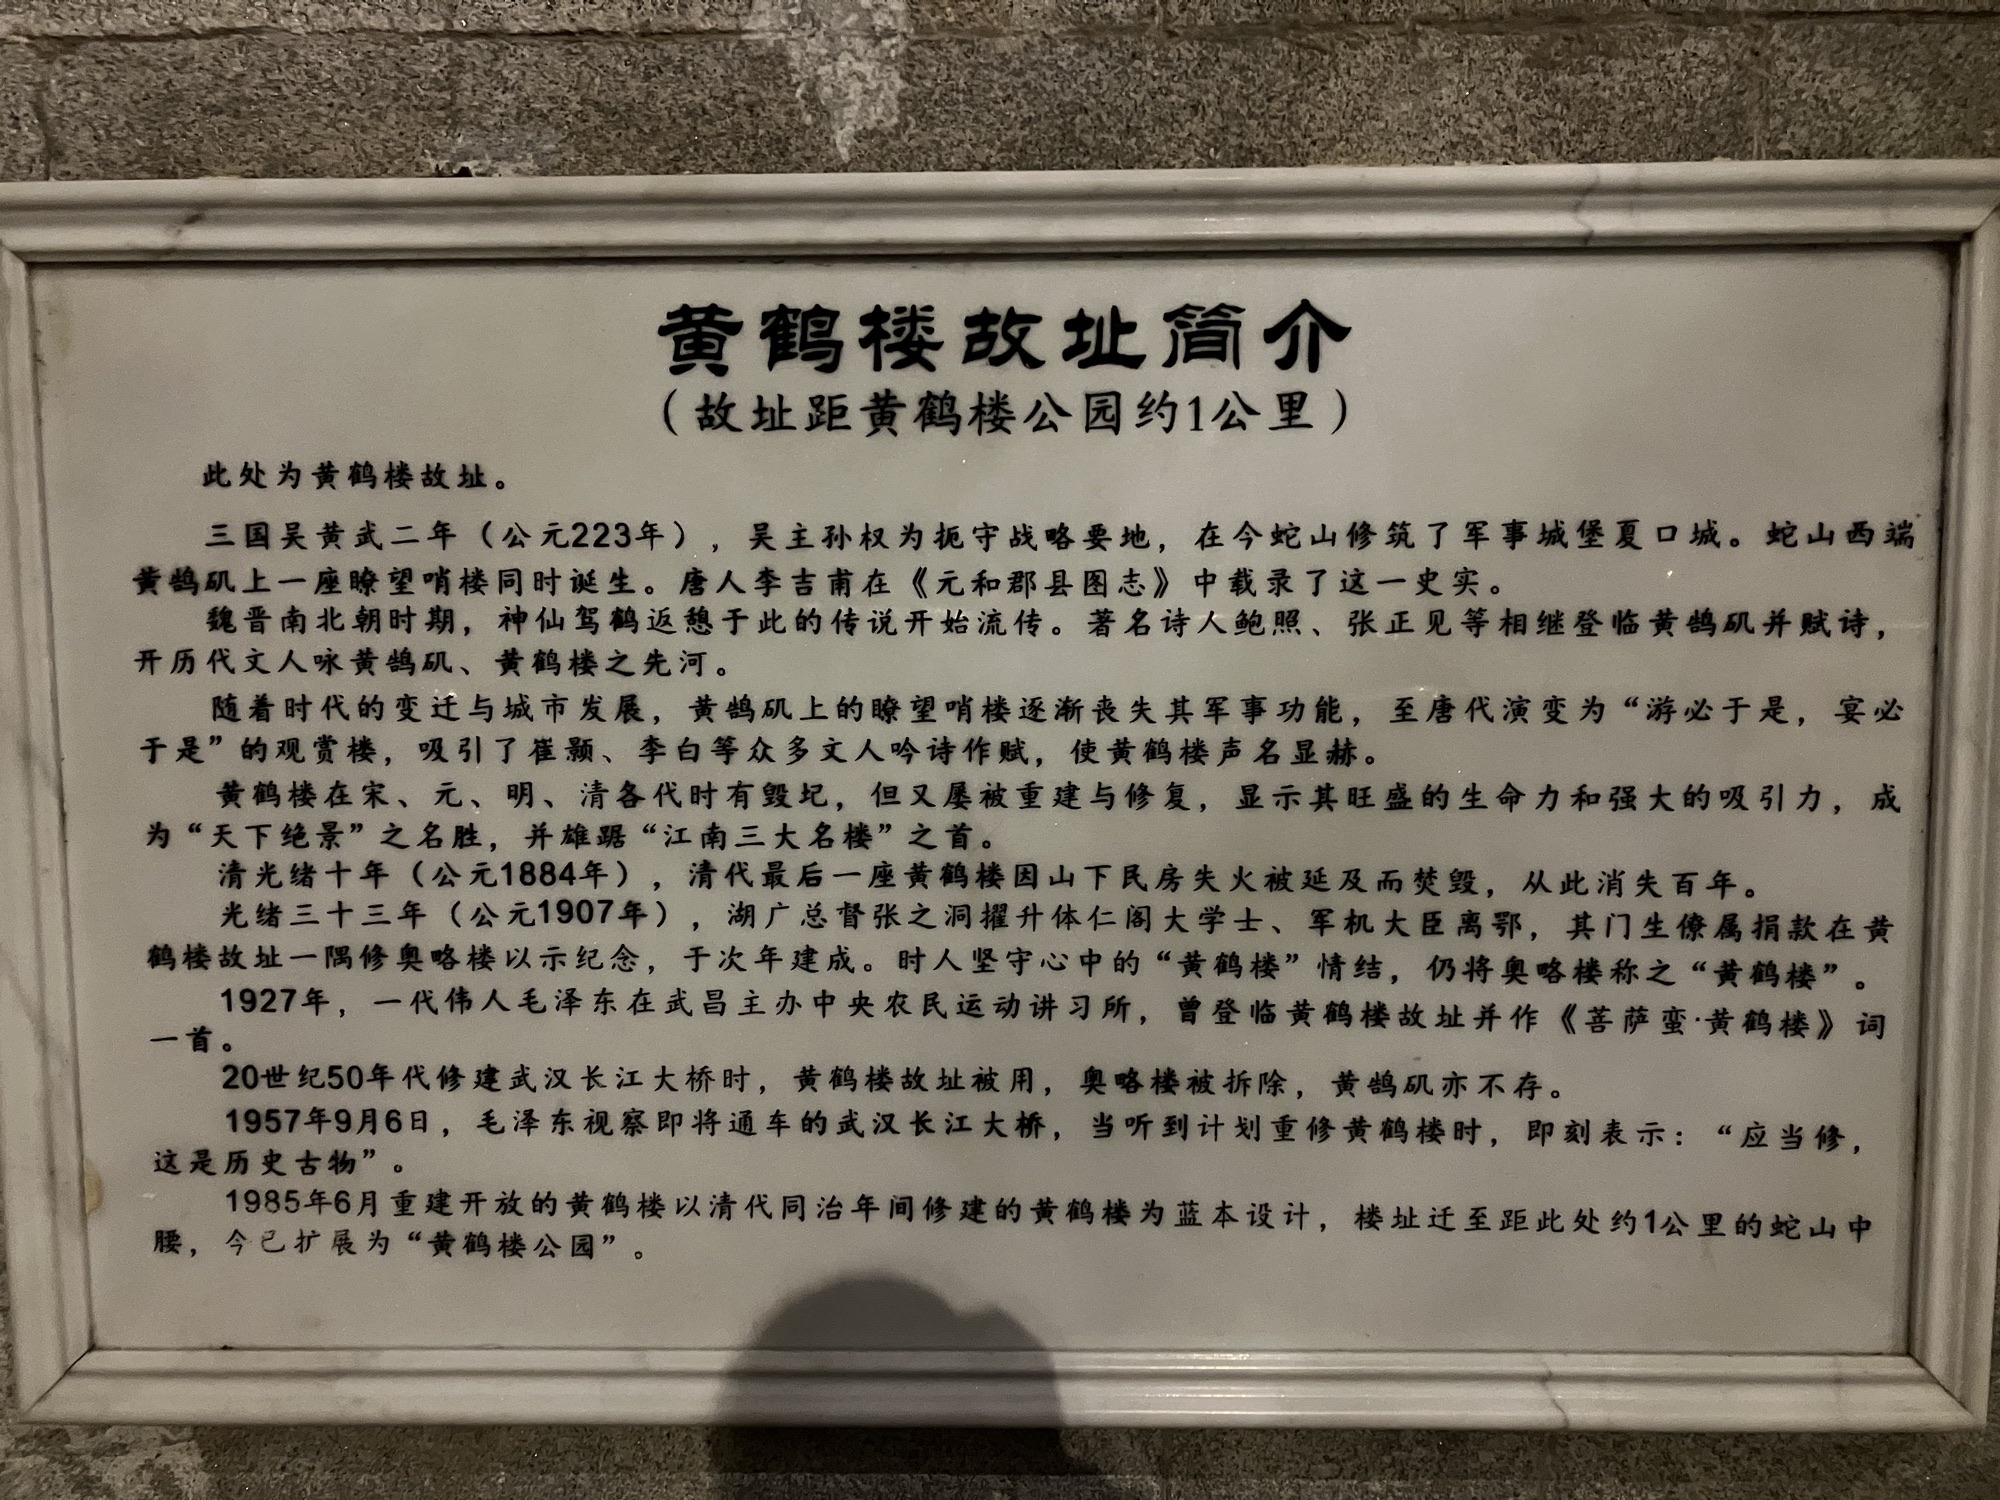 黄鹤楼故址简介
（故址距黄鹤楼公园约1公里）
此处为黄鹤楼故址。
三国吴黄武二年（公元223年），吴主孙权为扼守战略要地，在今蛇山修筑了军事城堡夏口城。蛇山西端
黄鹄矶上一座瞭望哨楼同时诞生。唐人李吉甫在《元和郡县图志》中载录了这一史实。
魏晋南北朝时期，神仙驾鹤返憩于此的传说开始流传。著名诗人鲍照、张正见等相继登临黄鹄矶并赋诗，
开历代文人咏黄鹄矶、黄鹤楼之先河。
随着时代的变迁与城市发展，黄鹄矶上的瞭望哨楼逐渐丧失其军事功能，至唐代演变为“游必于是，宴必
于是”的观赏楼，吸引了崔颢、李白等众多文人吟诗作赋，使黄鹤楼声名显赫。
黄鹤楼在宋、元、明、清各代时有毁圮，但又屡被重建与修复，显示其旺盛的生命力和强大的吸引力，成
为“天下绝景”之名胜，并雄踞“江南三大名楼”之首。
清光绪十年（公元1884年），清代最后一座黄鹤楼因山下民房失火被延及而焚毁，从此消失百年。
光绪三十三年（公元1907年），湖广总督张之洞擢升体仁阁大学士、军机大臣离鄂，其门生僚属捐款在黄
鹤楼故址一隅修奥略楼以示纪念，于次年建成。时人坚守心中的“黄鹤楼”情结，仍将奥略楼称之“黄鹤楼”。
1927年，一代伟人毛泽东在武昌主办中央农民运动讲习所，曾登临黄鹤楼故址并作《菩萨蛮·黄鹤楼》词
一首。
20世纪50年代修建武汉长江大桥时，黄鹤楼故址被用，奥略楼被拆除，黄鹄矶亦不存。
1957年9月6日，毛泽东视察即将通车的武汉长江大桥，当听到计划重修黄鹤楼时，即刻表示：“应当修，
这是历史古物”。
1985年6月重建开放的黄鹤楼以清代同治年间修建的黄鹤楼为蓝本设计，楼址迁至距此处约1公里的蛇山中
腰，今已扩展为“黄鹤楼公园”。